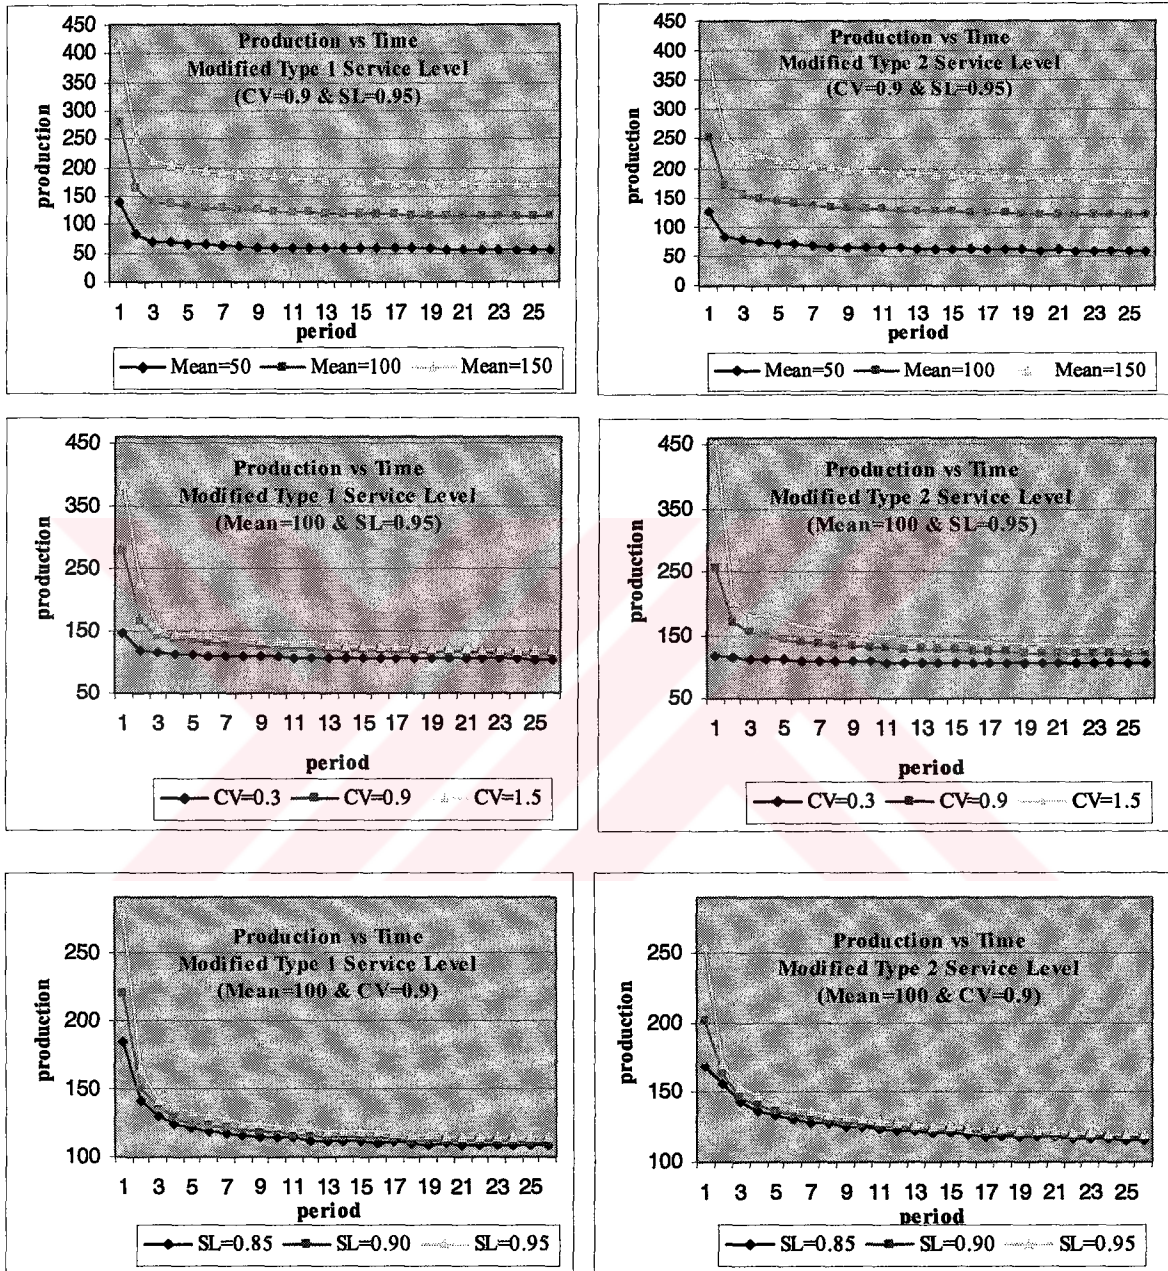 Production vs Time
Modified Type 1 Service Level
(CV=0.9 & SL=0.95)
production
450
400
350
300
250
200
150
100
50
0
1 3 5 7 9 11 13 15 17 19 21 23 25
period
Mean=50 Mean=100 Mean=150
Production vs Time
Modified Type 2 Service Level
(CV=0.9 & SL=0.95)
production
450
400
350
300
250
200
150
100
50
0
1 3 5 7 9 11 13 15 17 19 21 23 25
period
Mean=50 Mean=100 Mean=150
Production vs Time
Modified Type 1 Service Level
(Mean=100 & SL=0.95)
production
450
350
250
150
50
1 3 5 7 9 11 13 15 17 19 21 23 25
period
CV=0.3 CV=0.9 CV=1.5
Production vs Time
Modified Type 2 Service Level
(Mean=100 & SL=0.95)
production
450
350
250
150
50
1 3 5 7 9 11 13 15 17 19 21 23 25
period
CV=0.3 CV=0.9 CV=1.5
Production vs Time
Modified Type 1 Service Level
(Mean=100 & CV=0.9)
production
250
200
150
100
1 3 5 7 9 11 13 15 17 19 21 23 25
period
SL=0.85 SL=0.90 SL=0.95
Production vs Time
Modified Type 2 Service Level
(Mean=100 & CV=0.9)
production
250
200
150
100
1 3 5 7 9 11 13 15 17 19 21 23 25
period
SL=0.85 SL=0.90 SL=0.95